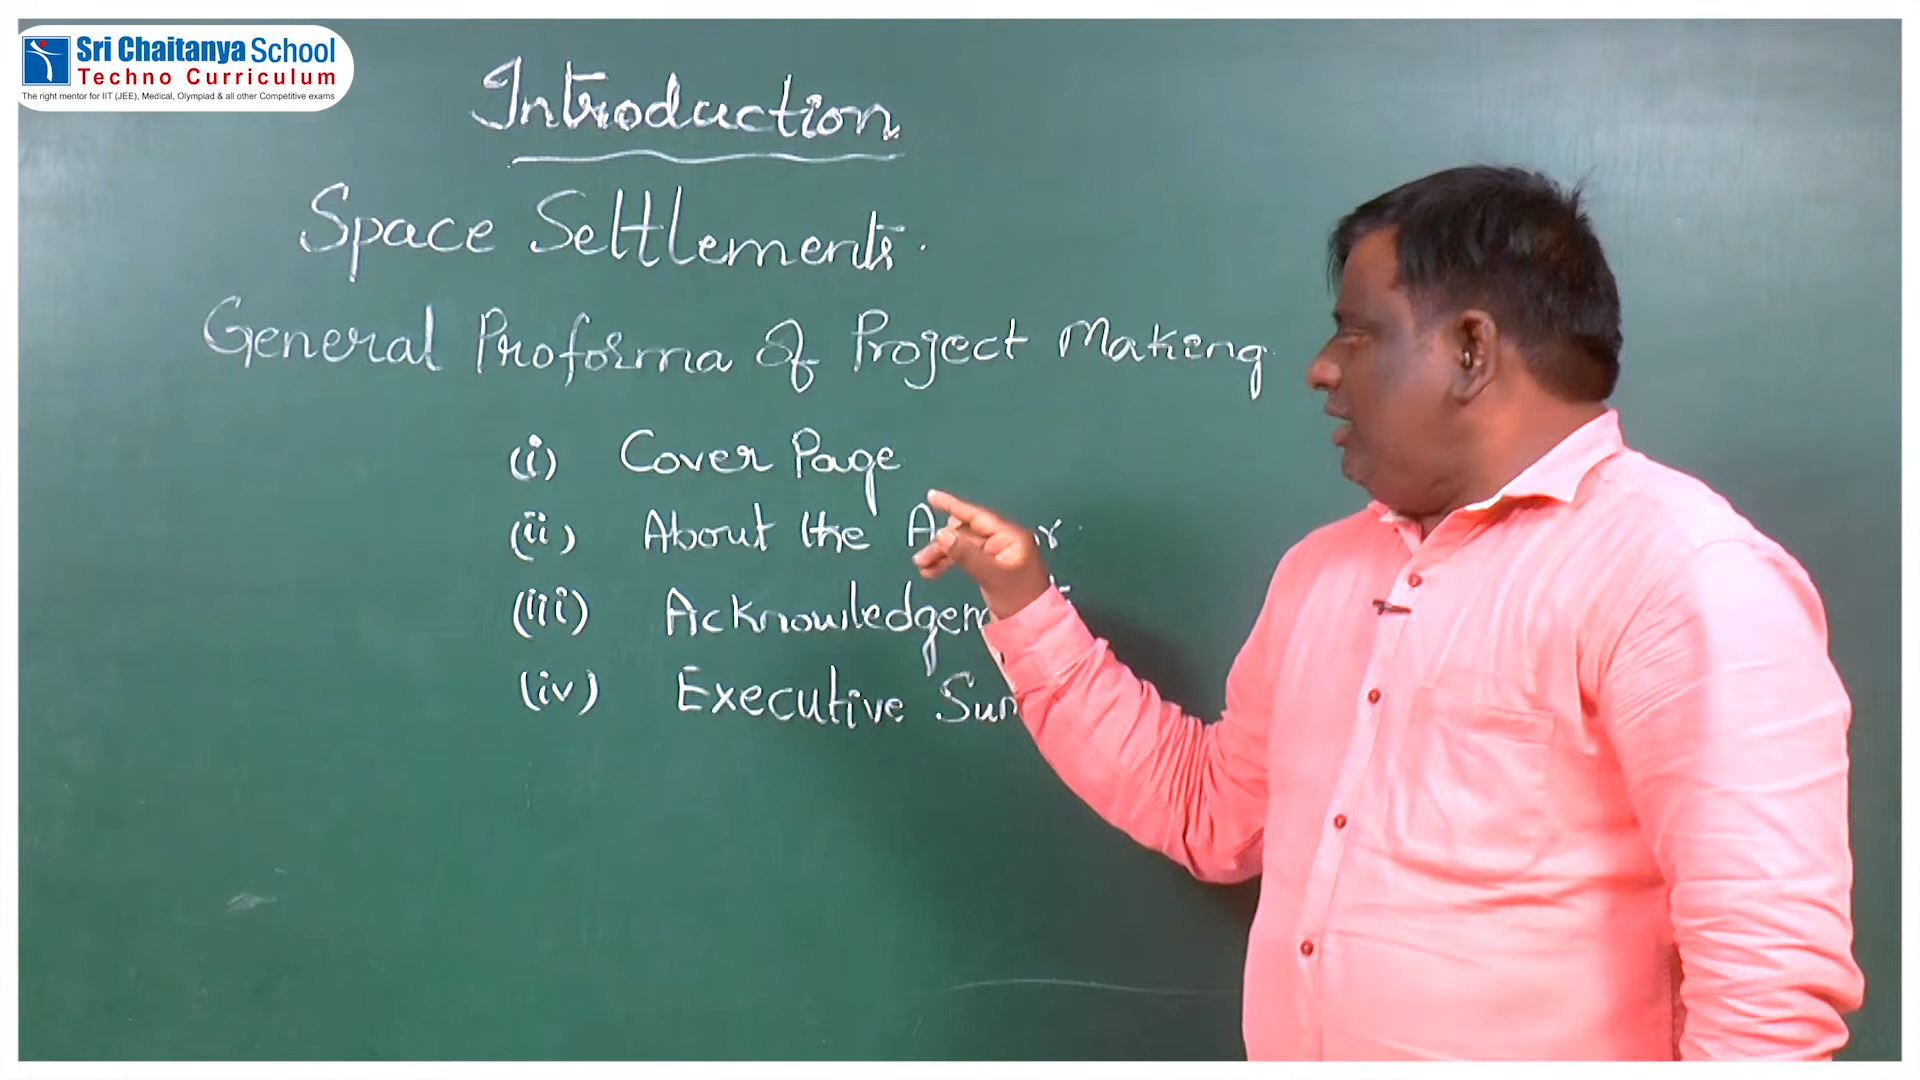 Sri Chaitanya School
Techno Curriculum
The right mentor for IIT (JEE), Medical, Olympiad & all other Competitive exams
Introduction
Space Settlements.
General Proforma Of Project Making
(i) Cover Page
(ii) About the
(iii)
(iv) Executive